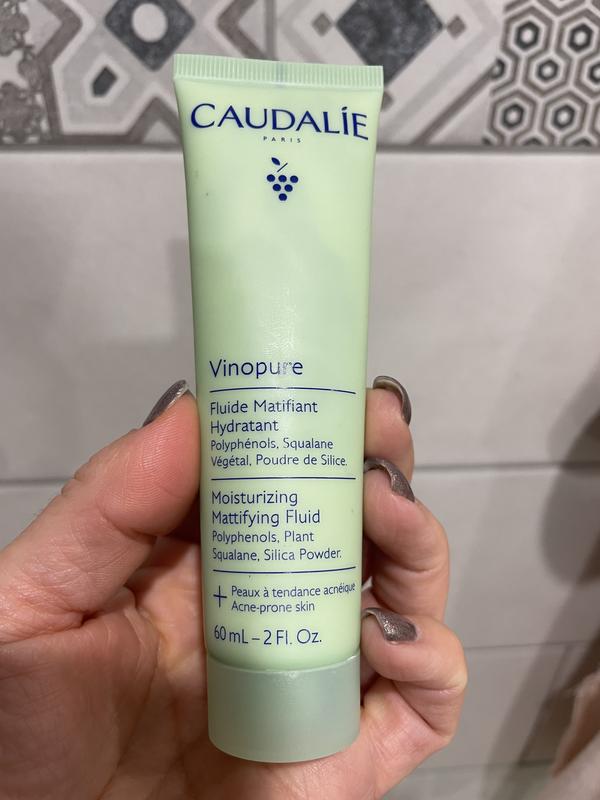 CAUDALÍE
PARIS
Vinopure
Fluide Matifiant
Hydratant
Polyphénols, Squalane
Végétal, Poudre de Silice.
Moisturizing
Mattifying Fluid
Polyphenols, Plant
Squalane, Silica Powder.
+ Peaux à tendance acnéique
Acne-prone skin
60 mL – 2 Fl. Oz.